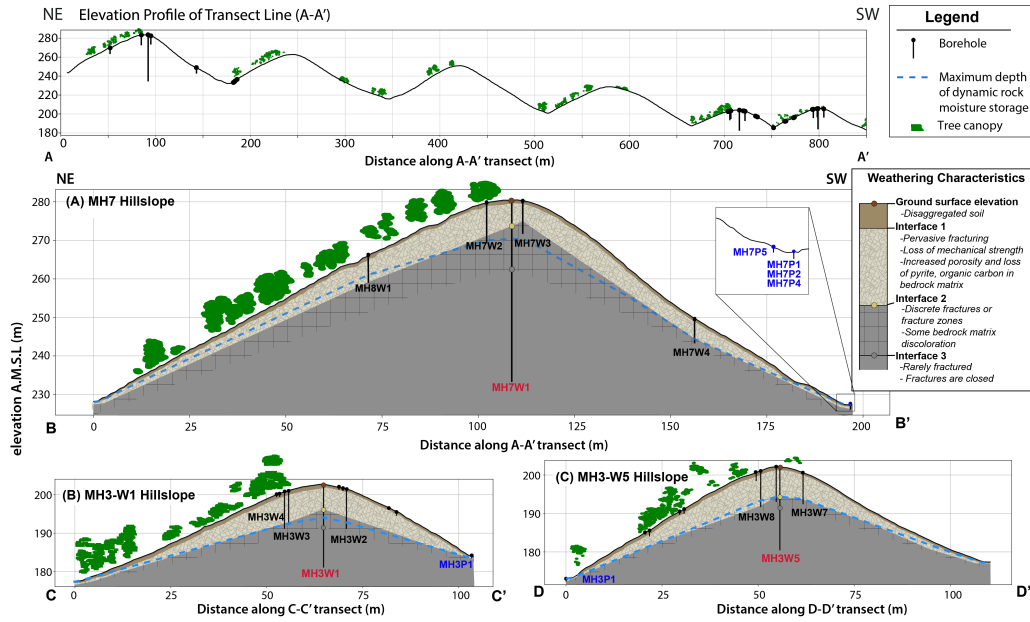 NE Elevation Profile of Transect Line (A-A′) SW
280
260
240
220
200
180
0 100 200 300 400 500 600 700 800
A Distance along A-A′ transect (m) A′
Legend
Borehole
Maximum depth
of dynamic rock
moisture storage
Tree canopy
NE SW
(A) MH7 Hillslope
280
270
260
250
240
230
elevation A.M.S.L (m)
MH7W2
MH7W3
MH8W1
MH7W4
MH7W1
MH7P5
MH7P1
MH7P2
MH7P4
0 25 50 75 100 125 150 175 200
B Distance along A-A′ transect (m) B′
Weathering Characteristics
Ground surface elevation
-Disaggregated soil
Interface 1
-Pervasive fracturing
-Loss of mechanical strength
-Increased porosity and loss
of pyrite, organic carbon in
bedrock matrix
Interface 2
-Discrete fractures or
fracture zones
-Some bedrock matrix
discoloration
Interface 3
-Rarely fractured
- Fractures are closed
(B) MH3-W1 Hillslope
200
190
180
MH3W4
MH3W3
MH3W2
MH3W1
MH3P1
0 25 50 75 100
C Distance along C-C′ transect (m) C′
(C) MH3-W5 Hillslope
200
190
180
MH3W8
MH3W7
MH3W5
MH3P1
0 25 50 75 100
D Distance along D-D′ transect (m) D′